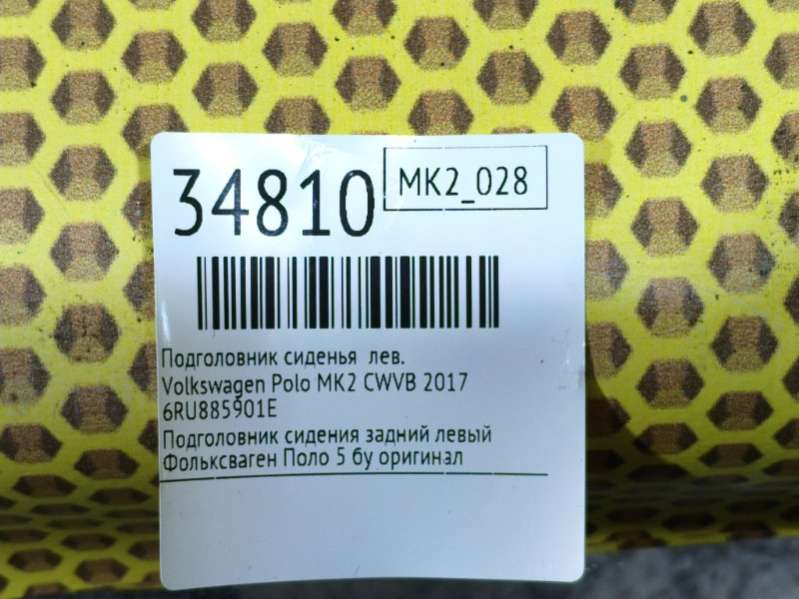 34810
MK2_028
Подголовник сиденья лев.
Volkswagen Polo MK2 CWVB 2017
6RU885901E
Подголовник сидения задний левый
Фольксваген Поло 5 бу оригинал